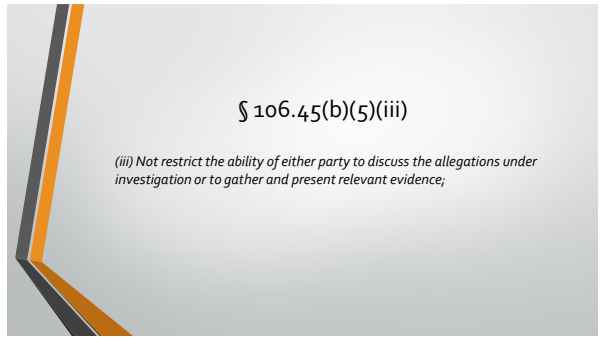 § 106.45(b)(5)(iii)
(iii) Not restrict the ability of either party to discuss the allegations under
investigation or to gather and present relevant evidence;